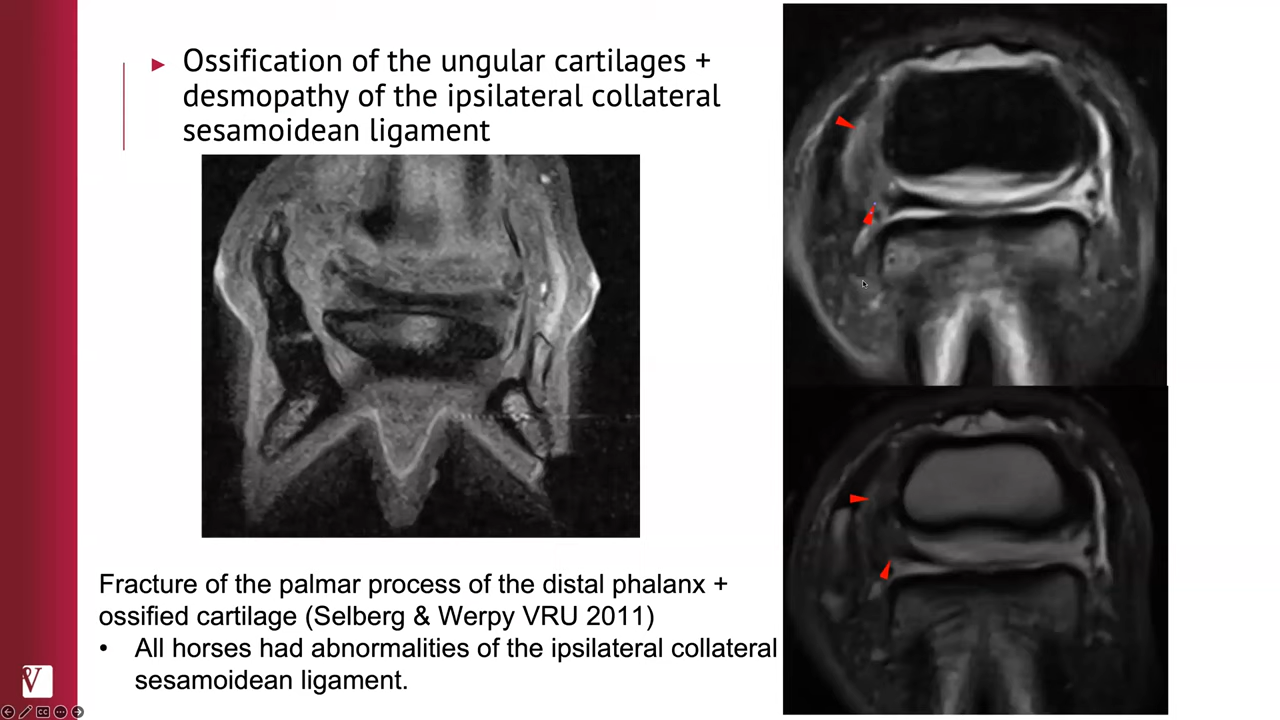 Ossification of the ungular cartilages +
desmopathy of the ipsilateral collateral
sesamoidean ligament
Fracture of the palmar process of the distal phalanx +
ossified cartilage (Selberg & Werpy VRU 2011)
• All horses had abnormalities of the ipsilateral collateral
sesamoidean ligament.
V
CC